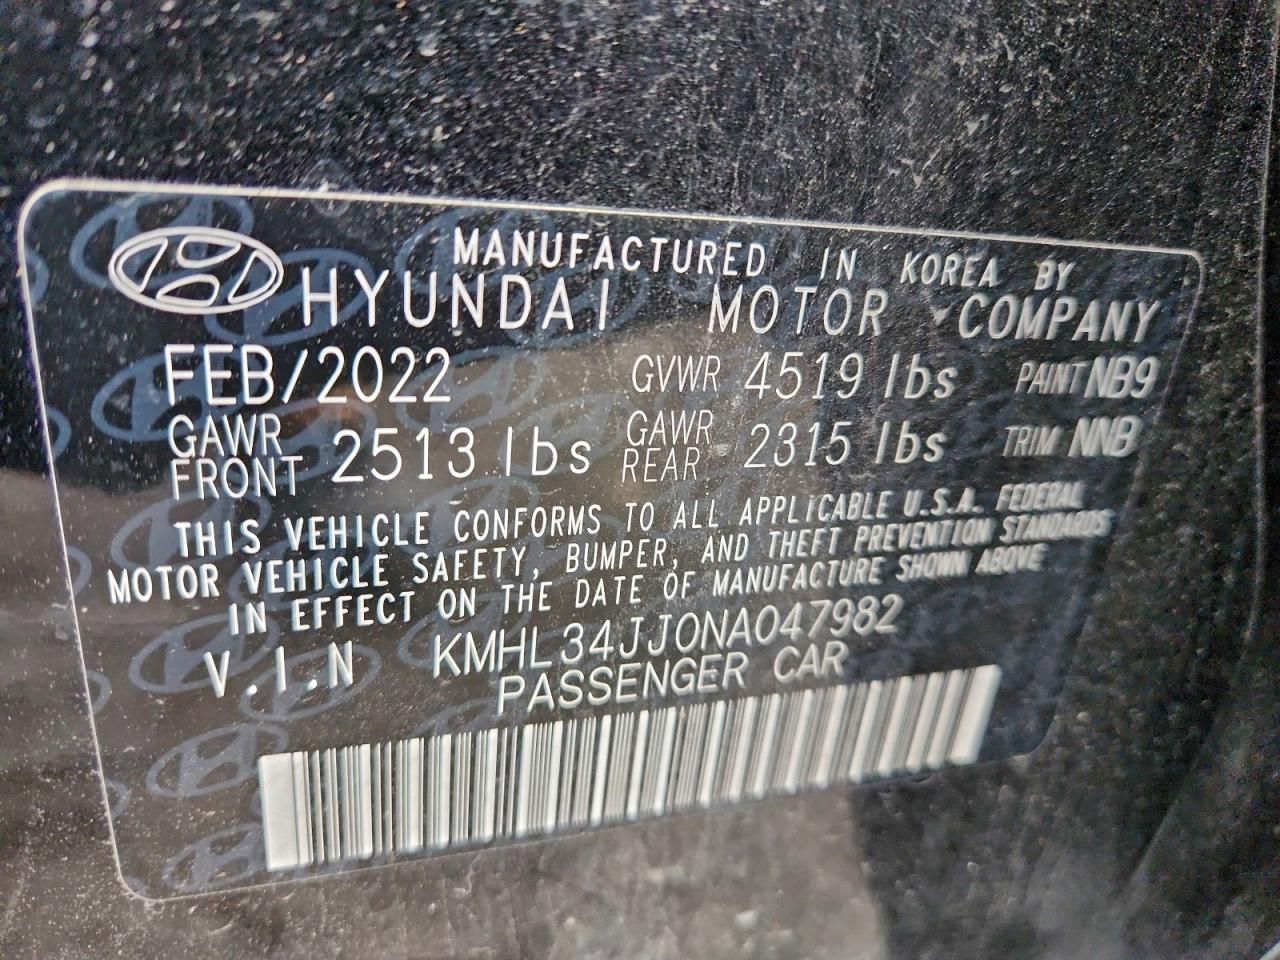 MANUFACTURED IN KOREA BY
HYUNDAI MOTOR COMPANY
FEB/2022 GVWR 4519 lbs PAINT NB9
GAWR FRONT 2513 lbs GAWR REAR 2315 lbs TRIM NNB
THIS VEHICLE CONFORMS TO ALL APPLICABLE U.S.A. FEDERAL
MOTOR VEHICLE SAFETY, BUMPER, AND THEFT PREVENTION STANDARDS
IN EFFECT ON THE DATE OF MANUFACTURE SHOWN ABOVE
V.I.N KMHL34JJ0NA047982
PASSENGER CAR